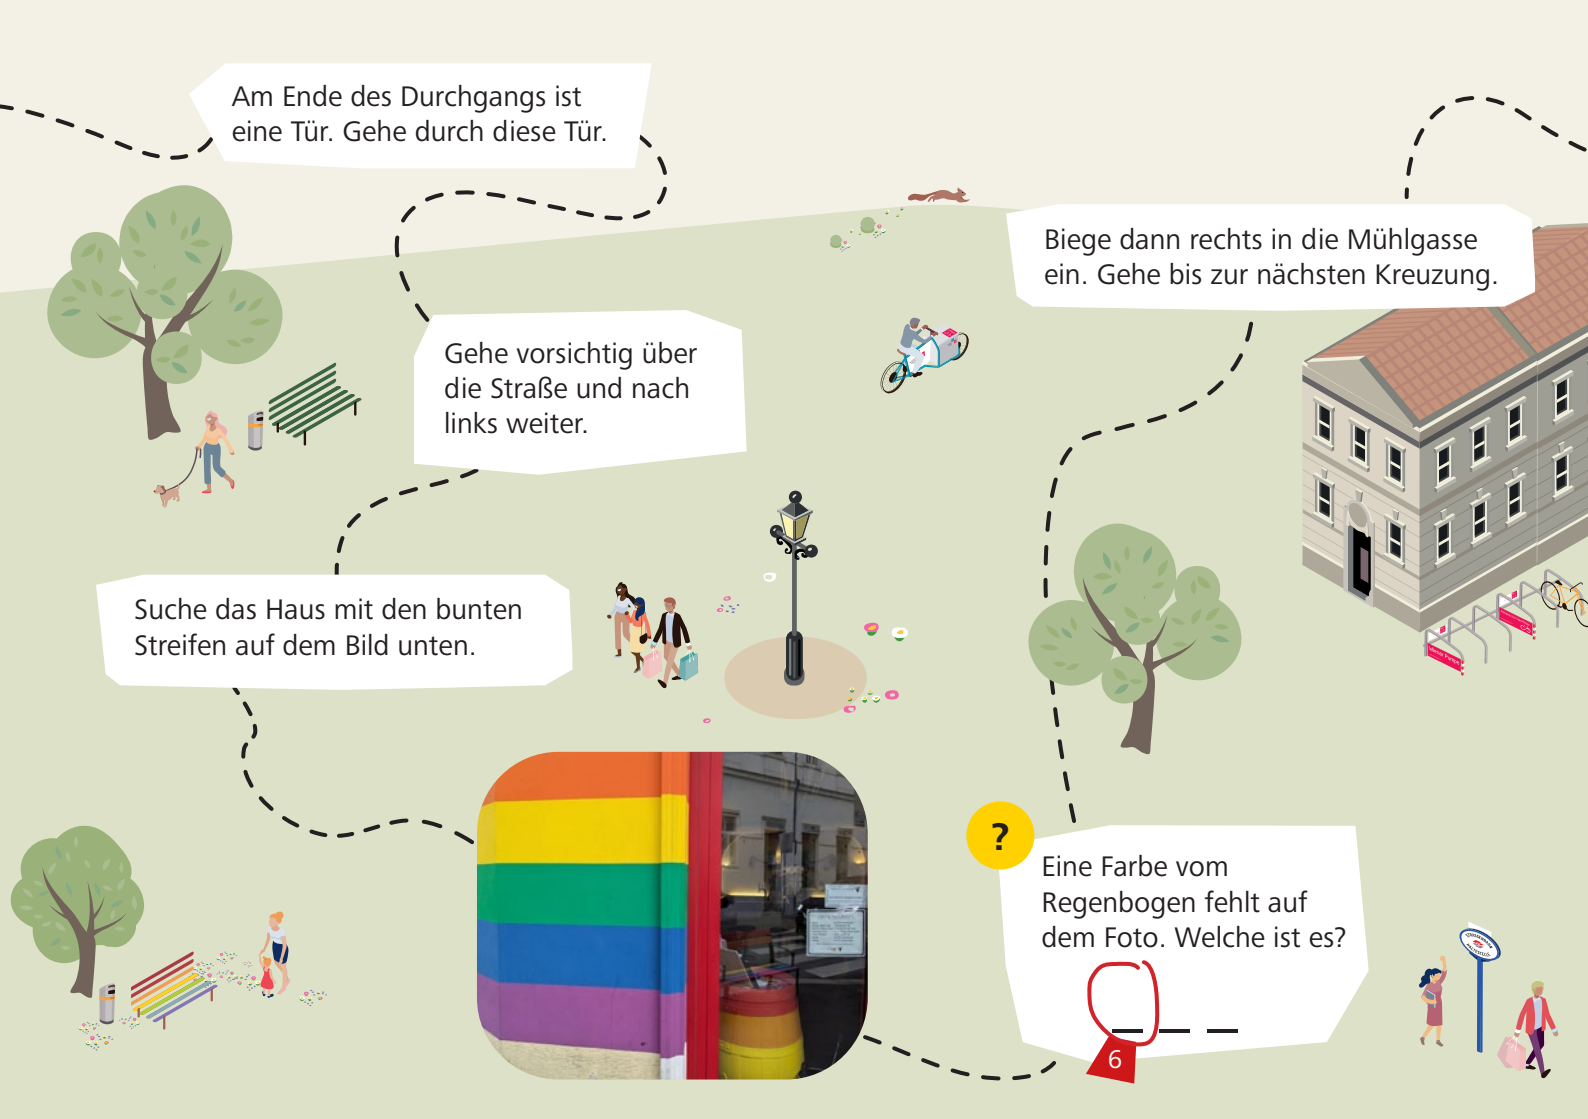 Am Ende des Durchgangs ist
eine Tür. Gehe durch diese Tür.
Gehe vorsichtig über
die Straße und nach
links weiter.
Suche das Haus mit den bunten
Streifen auf dem Bild unten.
Biege dann rechts in die Mühlgasse
ein. Gehe bis zur nächsten Kreuzung.
?
Eine Farbe vom
Regenbogen fehlt auf
dem Foto. Welche ist es?
6